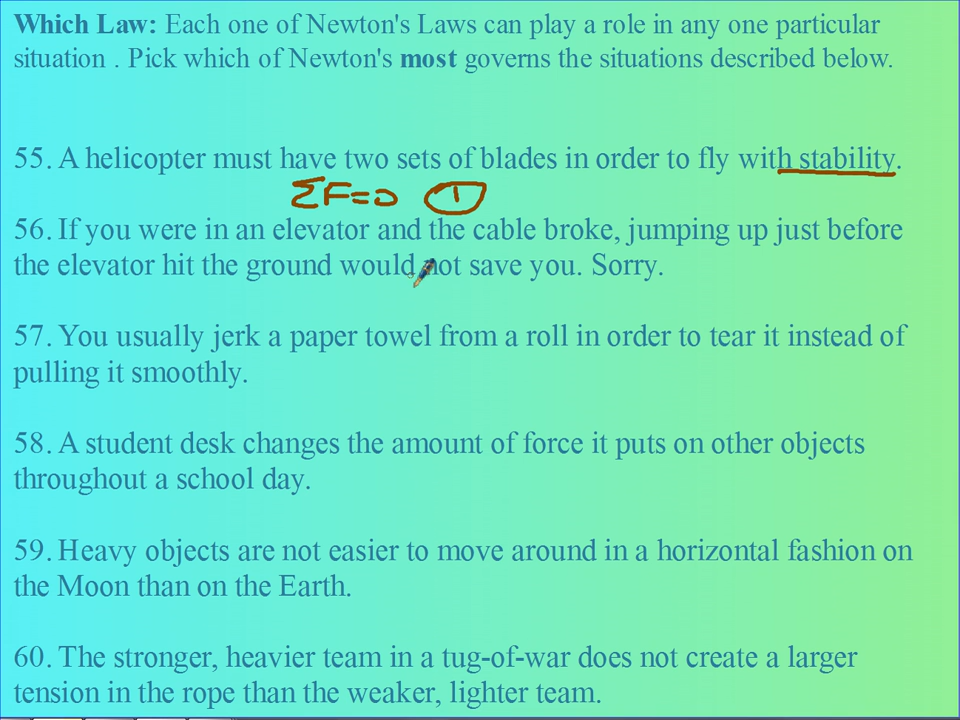 Which Law: Each one of Newton's Laws can play a role in any one particular
situation . Pick which of Newton's most governs the situations described below.
55. A helicopter must have two sets of blades in order to fly with stability.
ΣF=0 1
56. If you were in an elevator and the cable broke, jumping up just before
the elevator hit the ground would not save you. Sorry.
57. You usually jerk a paper towel from a roll in order to tear it instead of
pulling it smoothly.
58. A student desk changes the amount of force it puts on other objects
throughout a school day.
59. Heavy objects are not easier to move around in a horizontal fashion on
the Moon than on the Earth.
60. The stronger, heavier team in a tug-of-war does not create a larger
tension in the rope than the weaker, lighter team.